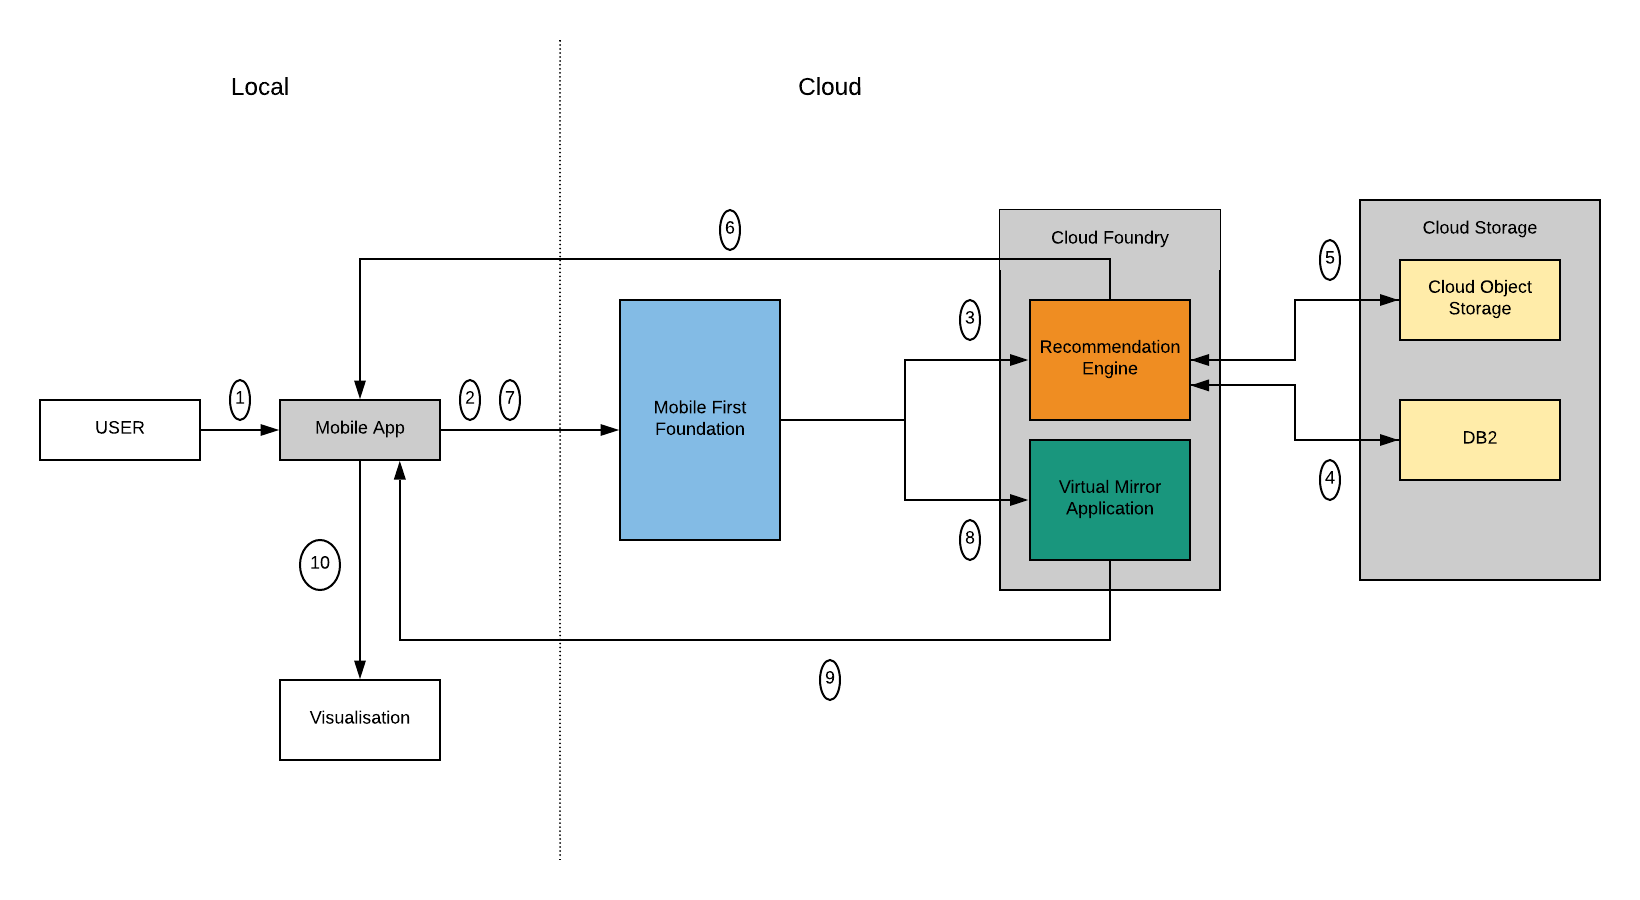 Local
Cloud
6
Cloud Foundry
Cloud Storage
5
Cloud Object
Storage
3
Recommendation
Engine
1
2
7
USER
Mobile App
Mobile First
Foundation
DB2
4
Virtual Mirror
Application
8
10
9
Visualisation